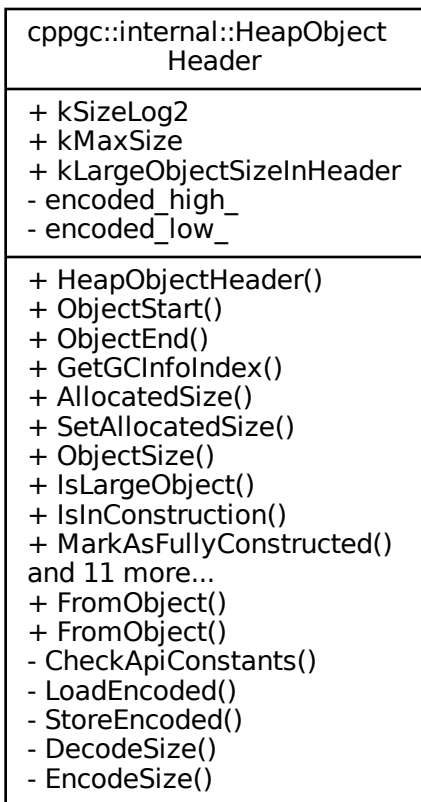 cppgc::internal::HeapObject
Header
+ kSizeLog2
+ kMaxSize
+ kLargeObjectSizeInHeader
- encoded_high_
- encoded_low_
+ HeapObjectHeader()
+ ObjectStart()
+ ObjectEnd()
+ GetGCInfoIndex()
+ AllocatedSize()
+ SetAllocatedSize()
+ ObjectSize()
+ IsLargeObject()
+ IsInConstruction()
+ MarkAsFullyConstructed()
and 11 more...
+ FromObject()
+ FromObject()
- CheckApiConstants()
- LoadEncoded()
- StoreEncoded()
- DecodeSize()
- EncodeSize()